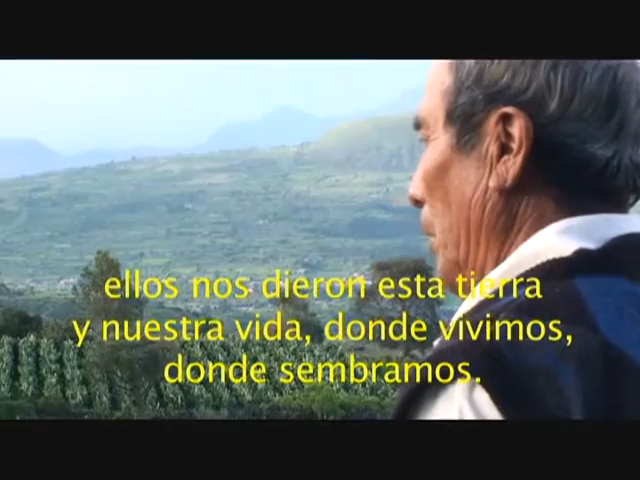 ellos nos dieron esta tierra
y nuestra vida, donde vivimos,
donde sembramos.